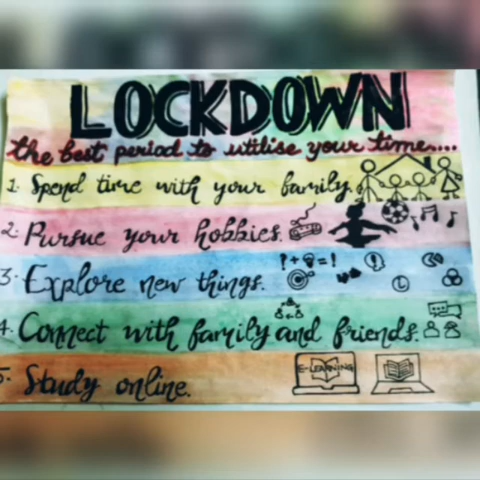 LOCKDOWN
the best period to utilise your time....
1. Spend time with your family.
2. Pursue your hobbies.
3. Explore new things.
! + = !
4. Connect with family and friends.
5. Study online.
E-LEARNING